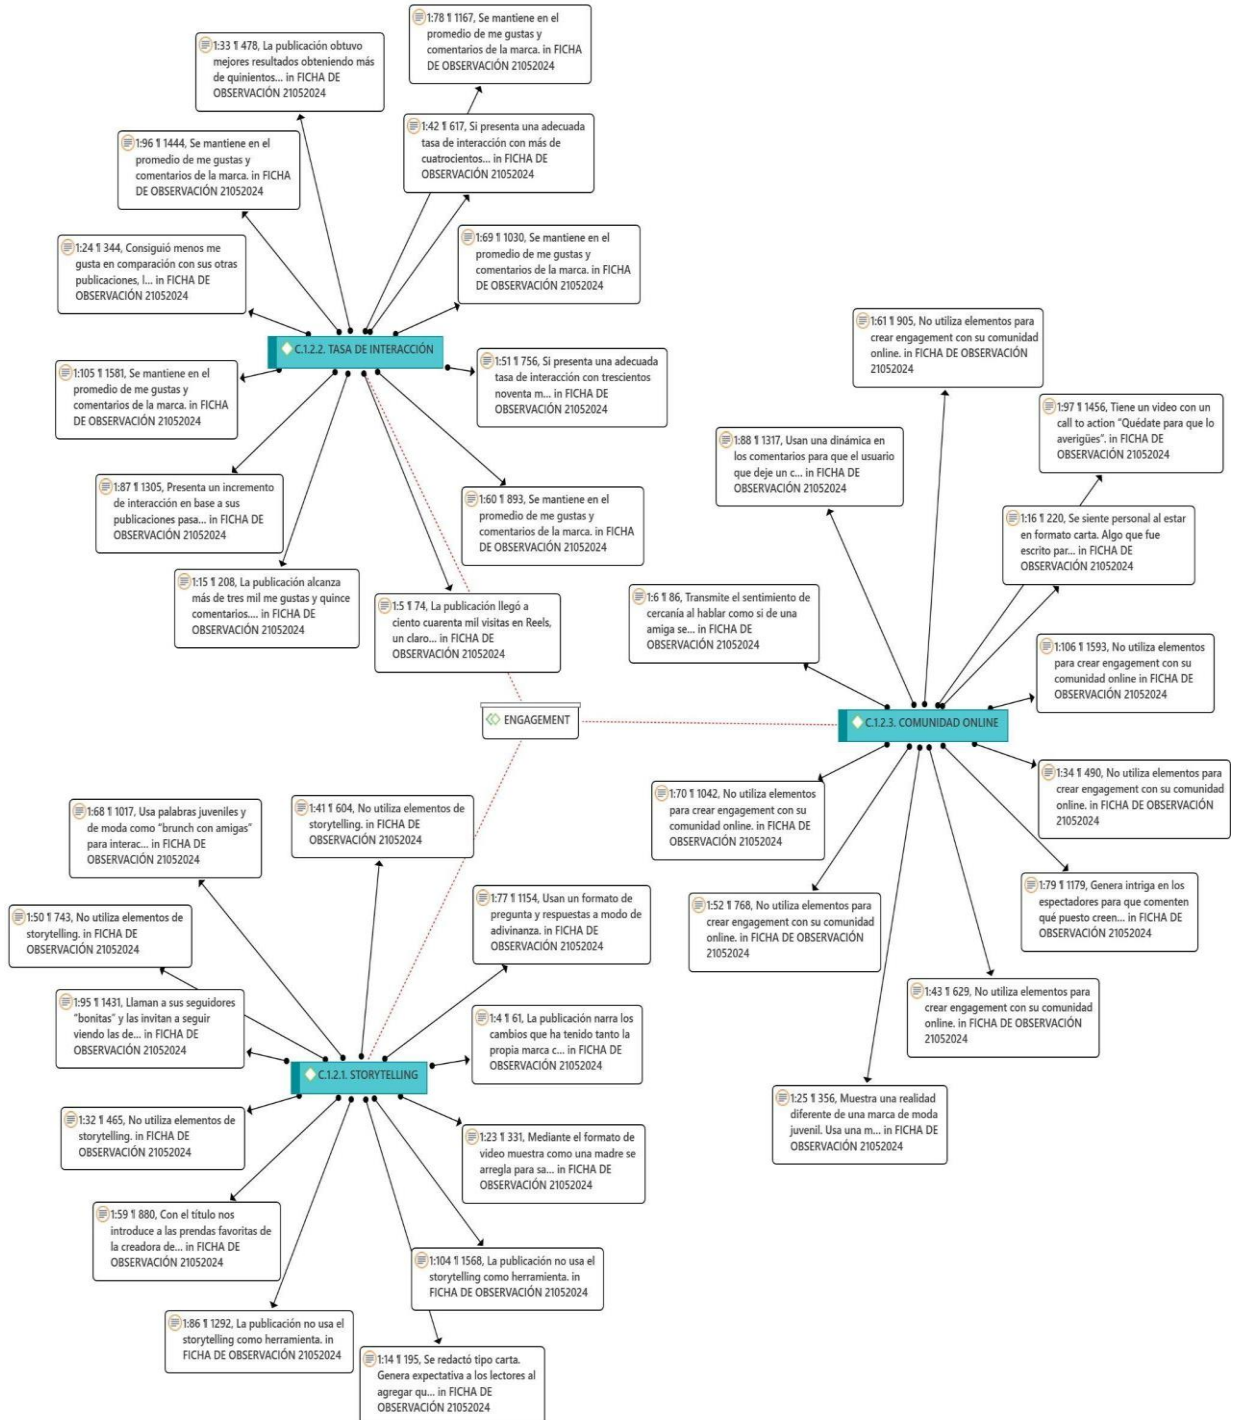 1:78 ¶ 1167, Se mantiene en el
promedio de me gustas y
comentarios de la marca. in FICHA
DE OBSERVACIÓN 21052024
1:33 ¶ 478, La publicación obtuvo
mejores resultados obteniendo más
de quinientos... in FICHA DE
OBSERVACIÓN 21052024
1:42 ¶ 617, Si presenta una adecuada
tasa de interacción con más de
cuatrocientos... in FICHA DE
OBSERVACIÓN 21052024
1:96 ¶ 1444, Se mantiene en el
promedio de me gustas y
comentarios de la marca. in FICHA
DE OBSERVACIÓN 21052024
1:69 ¶ 1030, Se mantiene en el
promedio de me gustas y
comentarios de la marca. in FICHA
DE OBSERVACIÓN 21052024
1:24 ¶ 344, Consiguió menos me
gusta en comparación con sus otras
publicaciones, l... in FICHA DE
OBSERVACIÓN 21052024
C.1.2.2. TASA DE INTERACCIÓN
1:51 ¶ 756, Si presenta una adecuada
tasa de interacción con trescientos
noventa m... in FICHA DE
OBSERVACIÓN 21052024
1:105 ¶ 1581, Se mantiene en el
promedio de me gustas y
comentarios de la marca. in FICHA
DE OBSERVACIÓN 21052024
1:87 ¶ 1305, Presenta un incremento
de interacción en base a sus
publicaciones pasa... in FICHA DE
OBSERVACIÓN 21052024
1:60 ¶ 893, Se mantiene en el
promedio de me gustas y
comentarios de la marca. in FICHA
DE OBSERVACIÓN 21052024
1:15 ¶ 208, La publicación alcanza
más de tres mil me gustas y quince
comentarios.... in FICHA DE
OBSERVACIÓN 21052024
1:5 ¶ 74, La publicación llegó a
ciento cuarenta mil visitas en Reels,
un claro... in FICHA DE
OBSERVACIÓN 21052024
ENGAGEMENT
1:61 ¶ 905, No utiliza elementos para
crear engagement con su comunidad
online. in FICHA DE OBSERVACIÓN
21052024
1:97 ¶ 1456, Tiene un video con un
call to action "Quédate para que lo
averigües". in FICHA DE
OBSERVACIÓN 21052024
1:88 ¶ 1317, Usan una dinámica en
los comentarios para que el usuario
que deje un c... in FICHA DE
OBSERVACIÓN 21052024
1:16 ¶ 220, Se siente personal al estar
en formato carta. Algo que fue
escrito par... in FICHA DE
OBSERVACIÓN 21052024
1:6 ¶ 86, Transmite el sentimiento de
cercanía al hablar como si de una
amiga se... in FICHA DE
OBSERVACIÓN 21052024
1:106 ¶ 1593, No utiliza elementos
para crear engagement con su
comunidad online in FICHA DE
OBSERVACIÓN 21052024
C.1.2.3. COMUNIDAD ONLINE
1:70 ¶ 1042, No utiliza elementos
para crear engagement con su
comunidad online. in FICHA DE
OBSERVACIÓN 21052024
1:34 ¶ 490, No utiliza elementos para
crear engagement con su comunidad
online. in FICHA DE OBSERVACIÓN
21052024
1:52 ¶ 768, No utiliza elementos para
crear engagement con su comunidad
online. in FICHA DE OBSERVACIÓN
21052024
1:79 ¶ 1179, Genera intriga en los
espectadores para que comenten
qué puesto creen... in FICHA DE
OBSERVACIÓN 21052024
1:43 ¶ 629, No utiliza elementos para
crear engagement con su comunidad
online. in FICHA DE OBSERVACIÓN
21052024
1:25 ¶ 356, Muestra una realidad
diferente de una marca de moda
juvenil. Usa una m... in FICHA DE
OBSERVACIÓN 21052024
1:68 ¶ 1017, Usa palabras juveniles y
de moda como "brunch con amigas"
para interac... in FICHA DE
OBSERVACIÓN 21052024
1:41 ¶ 604, No utiliza elementos de
storytelling. in FICHA DE
OBSERVACIÓN 21052024
1:77 ¶ 1154, Usan un formato de
pregunta y respuestas a modo de
adivinanza. in FICHA DE
OBSERVACIÓN 21052024
1:50 ¶ 743, No utiliza elementos de
storytelling. in FICHA DE
OBSERVACIÓN 21052024
1:95 ¶ 1431, Llaman a sus seguidores
"bonitas" y las invitan a seguir
viendo las de... in FICHA DE
OBSERVACIÓN 21052024
1:4 ¶ 61, La publicación narra los
cambios que ha tenido tanto la
propia marca c... in FICHA DE
OBSERVACIÓN 21052024
C.1.2.1. STORYTELLING
1:32 ¶ 465, No utiliza elementos de
storytelling. in FICHA DE
OBSERVACIÓN 21052024
1:23 ¶ 331, Mediante el formato de
video muestra como una madre se
arregla para sa... in FICHA DE
OBSERVACIÓN 21052024
1:59 ¶ 880, Con el título nos
introduce a las prendas favoritas de
la creadora de... in FICHA DE
OBSERVACIÓN 21052024
1:104 ¶ 1568, La publicación no usa el
storytelling como herramienta. in
FICHA DE OBSERVACIÓN 21052024
1:86 ¶ 1292, La publicación no usa el
storytelling como herramienta. in
FICHA DE OBSERVACIÓN 21052024
1:14 ¶ 195, Se redactó tipo carta.
Genera expectativa a los lectores al
agregar qu... in FICHA DE
OBSERVACIÓN 21052024